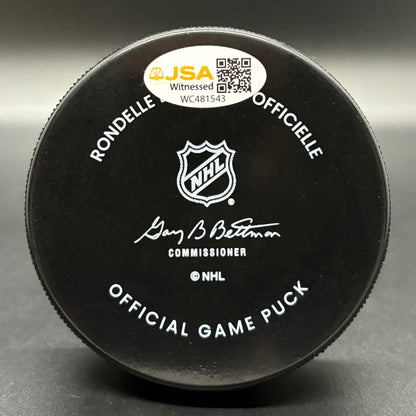 JSA
Witnessed
WC481543
RONDELLE OFFICIELLE
NHL
Gary B Bettman
COMMISSIONER
© NHL
OFFICIAL GAME PUCK